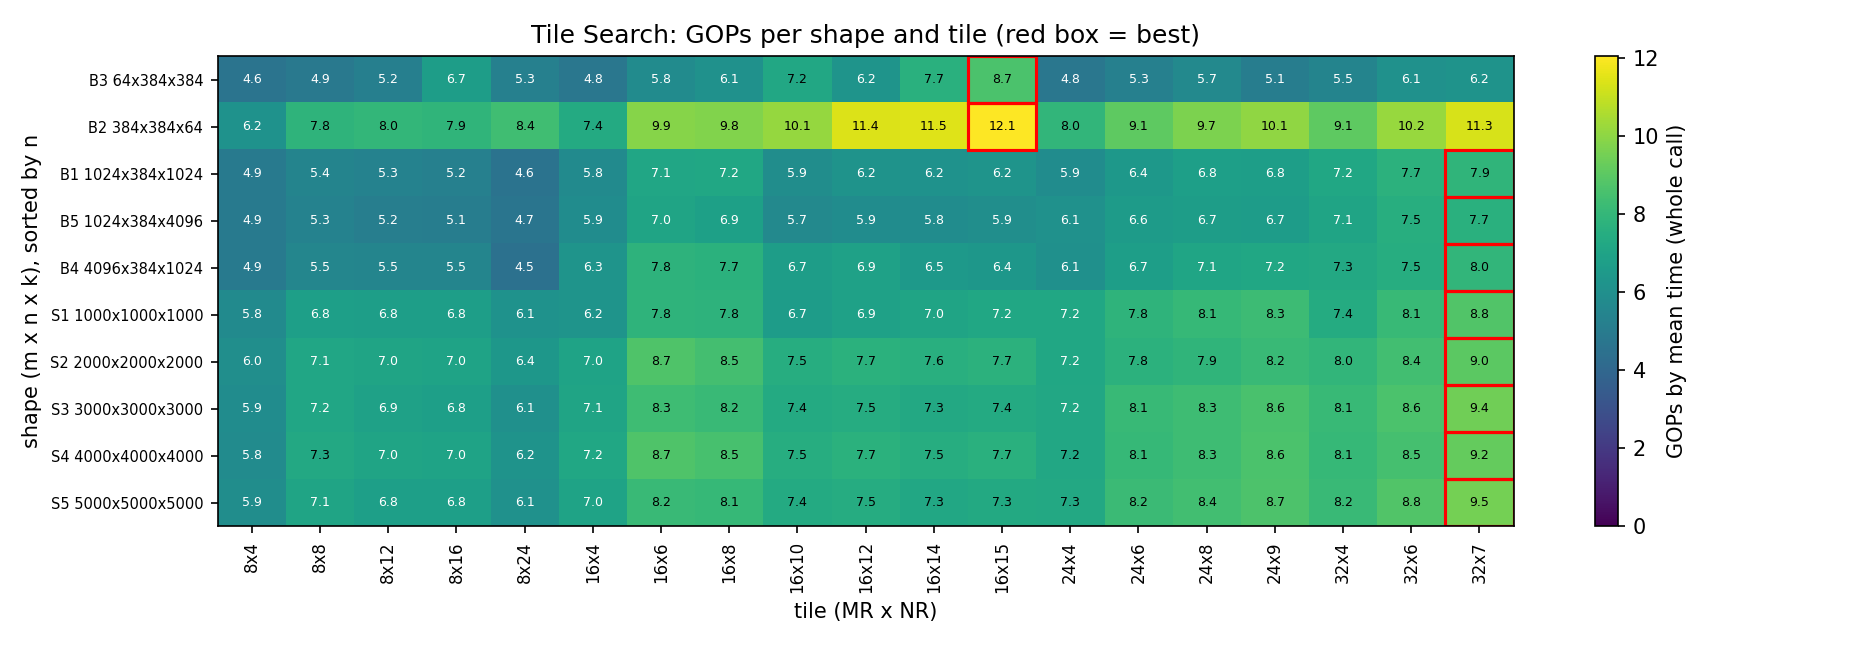 Tile Search: GOPs per shape and tile (red box = best)
B3 64x384x384 4.6 4.9 5.2 6.7 5.3 4.8 5.8 6.1 7.2 6.2 7.7 8.7 4.8 5.3 5.7 5.1 5.5 6.1 6.2
B2 384x384x64 6.2 7.8 8.0 7.9 8.4 7.4 9.9 9.8 10.1 11.4 11.5 12.1 8.0 9.1 9.7 10.1 9.1 10.2 11.3
B1 1024x384x1024 4.9 5.4 5.3 5.2 4.6 5.8 7.1 7.2 5.9 6.2 6.2 6.2 5.9 6.4 6.8 6.8 7.2 7.7 7.9
B5 1024x384x4096 4.9 5.3 5.2 5.1 4.7 5.9 7.0 6.9 5.7 5.9 5.8 5.9 6.1 6.6 6.7 6.7 7.1 7.5 7.7
B4 4096x384x1024 4.9 5.5 5.5 5.5 4.5 6.3 7.8 7.7 6.7 6.9 6.5 6.4 6.1 6.7 7.1 7.2 7.3 7.5 8.0
S1 1000x1000x1000 5.8 6.8 6.8 6.8 6.1 6.2 7.8 7.8 6.7 6.9 7.0 7.2 7.2 7.8 8.1 8.3 7.4 8.1 8.8
S2 2000x2000x2000 6.0 7.1 7.0 7.0 6.4 7.0 8.7 8.5 7.5 7.7 7.6 7.7 7.2 7.8 7.9 8.2 8.0 8.4 9.0
S3 3000x3000x3000 5.9 7.2 6.9 6.8 6.1 7.1 8.3 8.2 7.4 7.5 7.3 7.4 7.2 8.1 8.3 8.6 8.1 8.6 9.4
S4 4000x4000x4000 5.8 7.3 7.0 7.0 6.2 7.2 8.7 8.5 7.5 7.7 7.5 7.7 7.2 8.1 8.3 8.6 8.1 8.5 9.2
S5 5000x5000x5000 5.9 7.1 6.8 6.8 6.1 7.0 8.2 8.1 7.4 7.5 7.3 7.3 7.3 8.2 8.4 8.7 8.2 8.8 9.5
8x4 8x8 8x12 8x16 8x24 16x4 16x6 16x8 16x10 16x12 16x14 16x15 24x4 24x6 24x8 24x9 32x4 32x6 32x7
tile (MR x NR)
shape (m x n x k), sorted by n
12
10
8
6
4
2
0
GOPs by mean time (whole call)